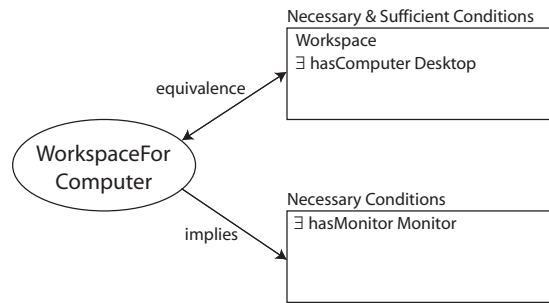 Necessary & Sufficient Conditions
Workspace
∃ hasComputer Desktop
equivalence
WorkspaceFor
Computer
Necessary Conditions
∃ hasMonitor Monitor
implies